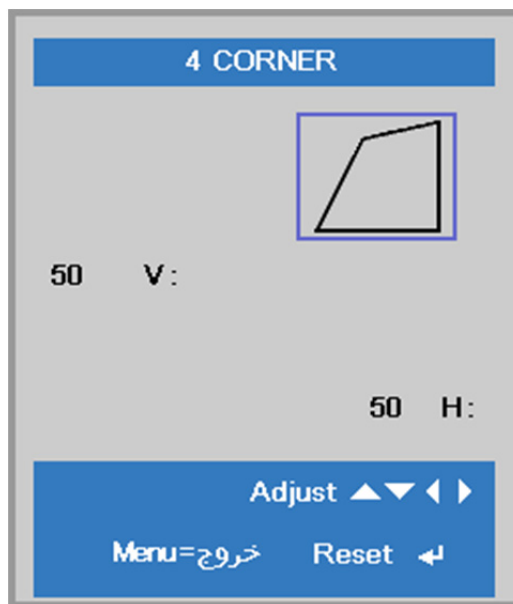 4 CORNER
50 V:
50 H:
Adjust ▲▼◀▶
Menu=خروج Reset ↵